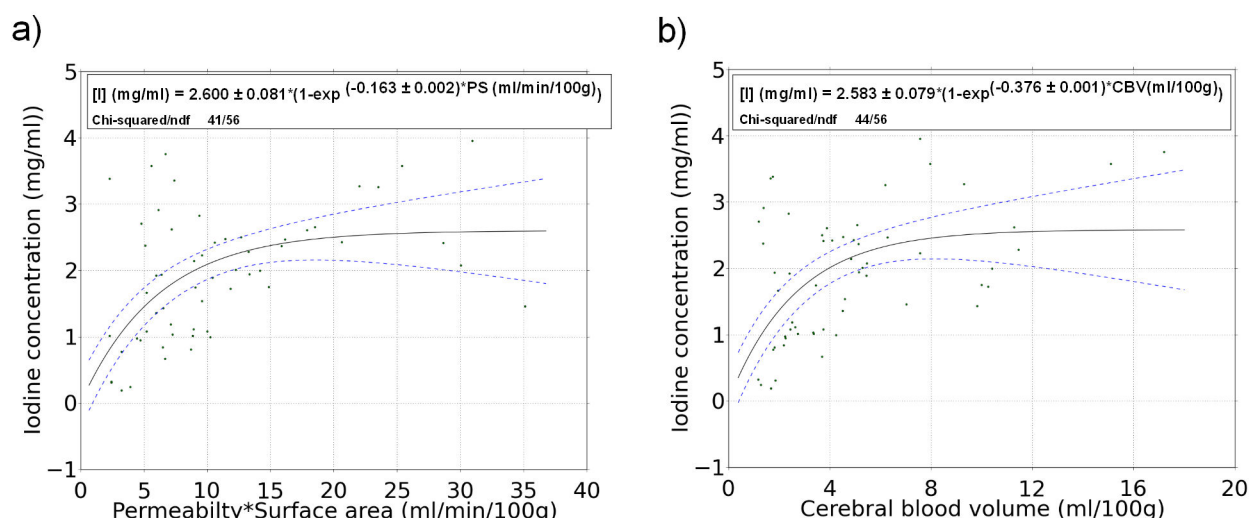 a)
[I] (mg/ml) = 2.600 ± 0.081*(1-exp (-0.163 ± 0.002)*PS (ml/min/100g))
Chi-squared/ndf 41/56
Iodine concentration (mg/ml))
5
4
3
2
1
0
−1
0 5 10 15 20 25 30 35 40
Permeabilty*Surface area (ml/min/100g)
b)
[I] (mg/ml) = 2.583 ± 0.079*(1-exp(-0.376 ± 0.001)*CBV(ml/100g))
Chi-squared/ndf 44/56
Iodine concentration (mg/ml))
5
4
3
2
1
0
−1
0 4 8 12 16 20
Cerebral blood volume (ml/100g)